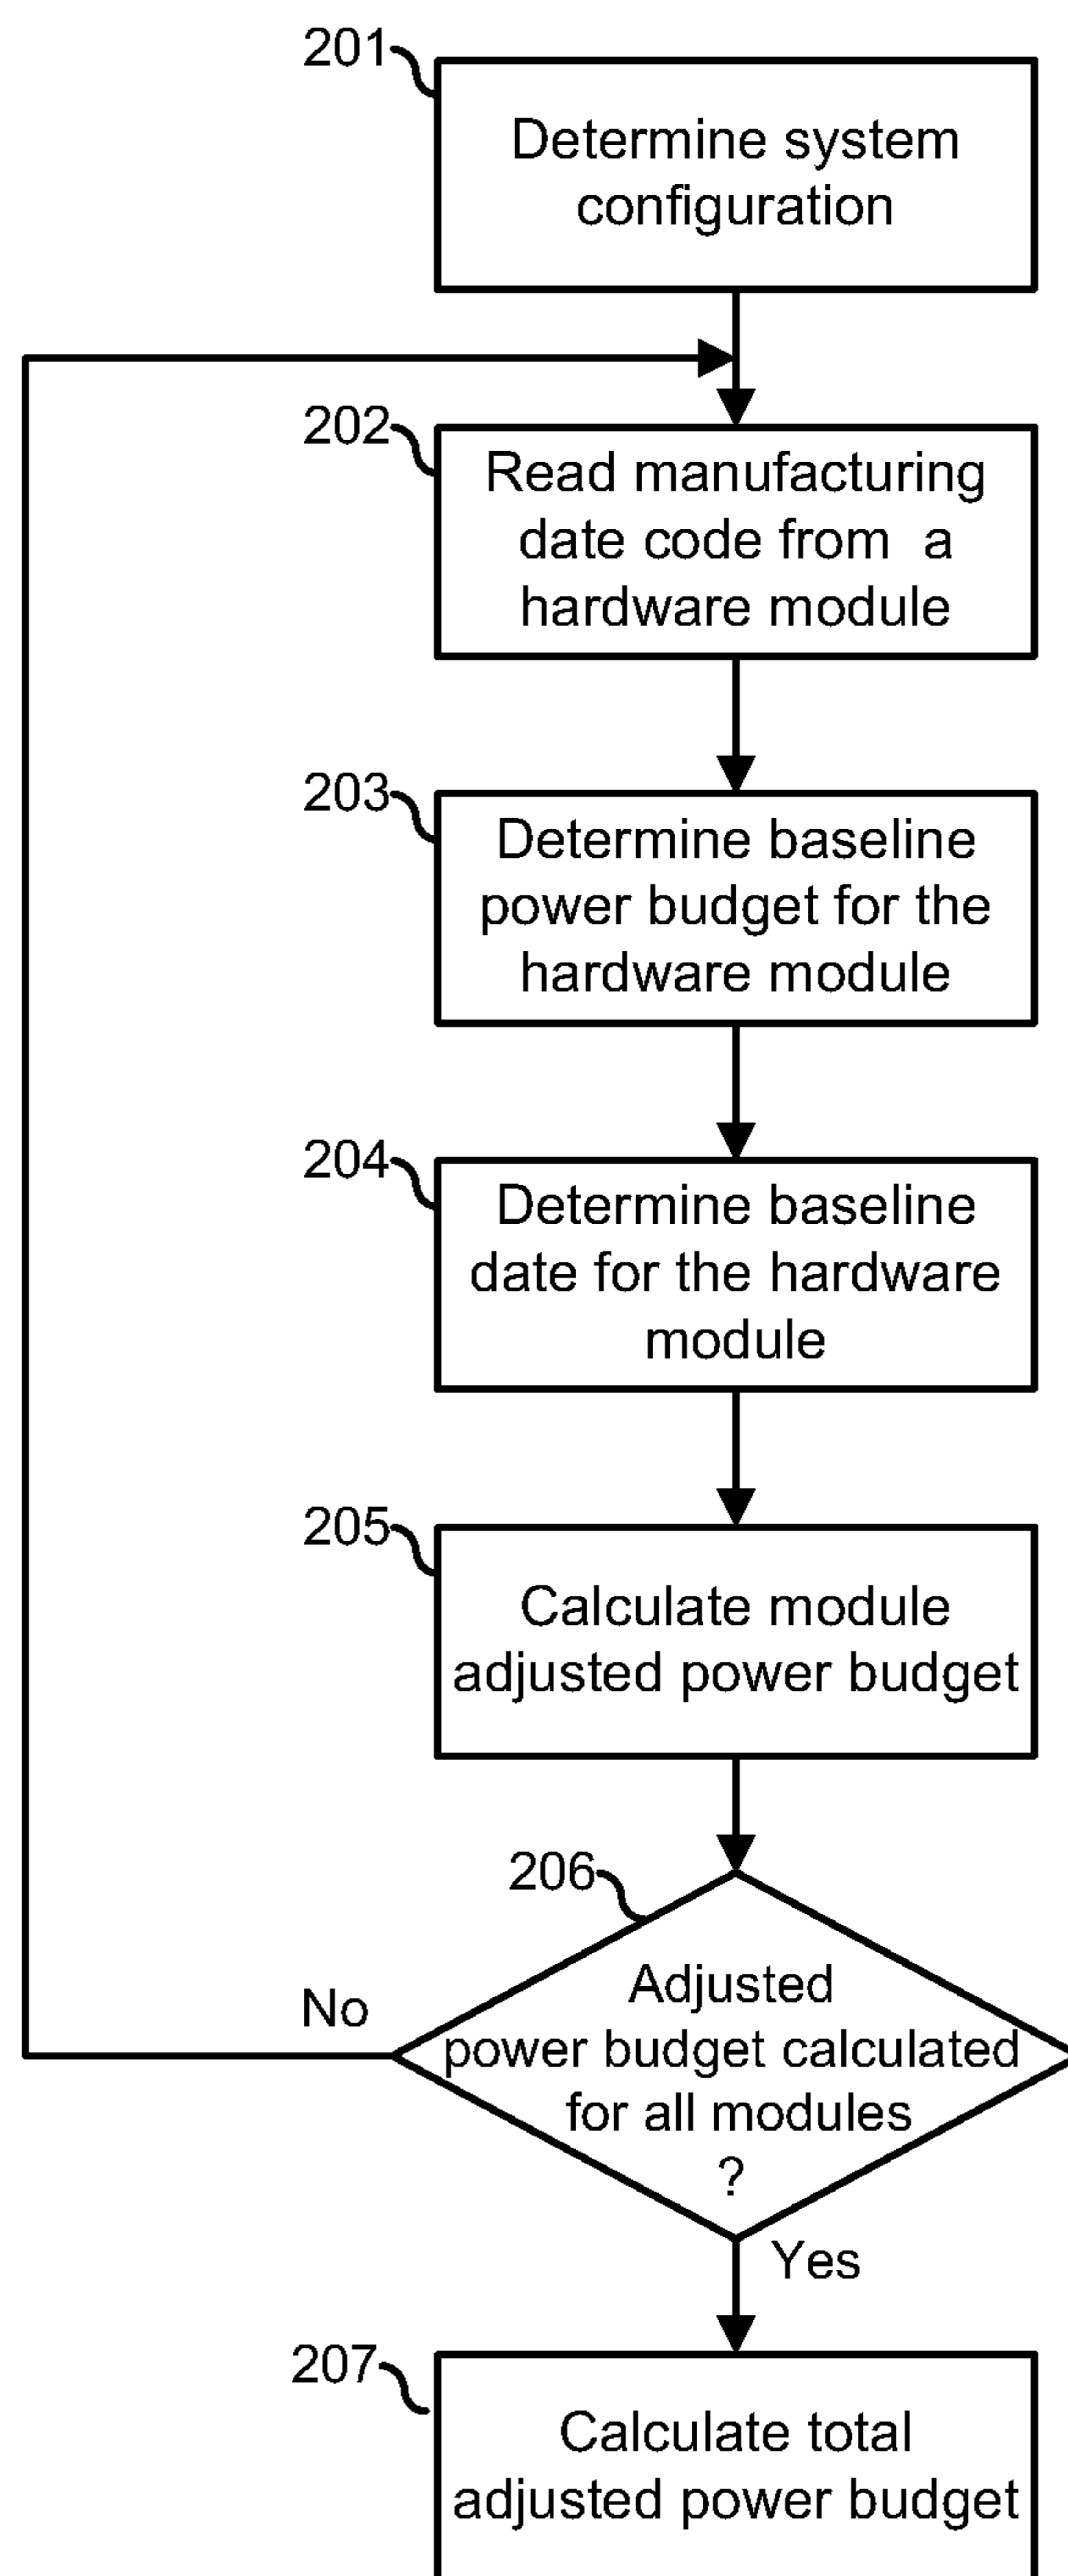 201
Determine system
configuration
202
Read manufacturing
date code from a
hardware module
203
Determine baseline
power budget for the
hardware module
204
Determine baseline
date for the hardware
module
205
Calculate module
adjusted power budget
206
Adjusted
power budget calculated
for all modules
?
No
Yes
207
Calculate total
adjusted power budget